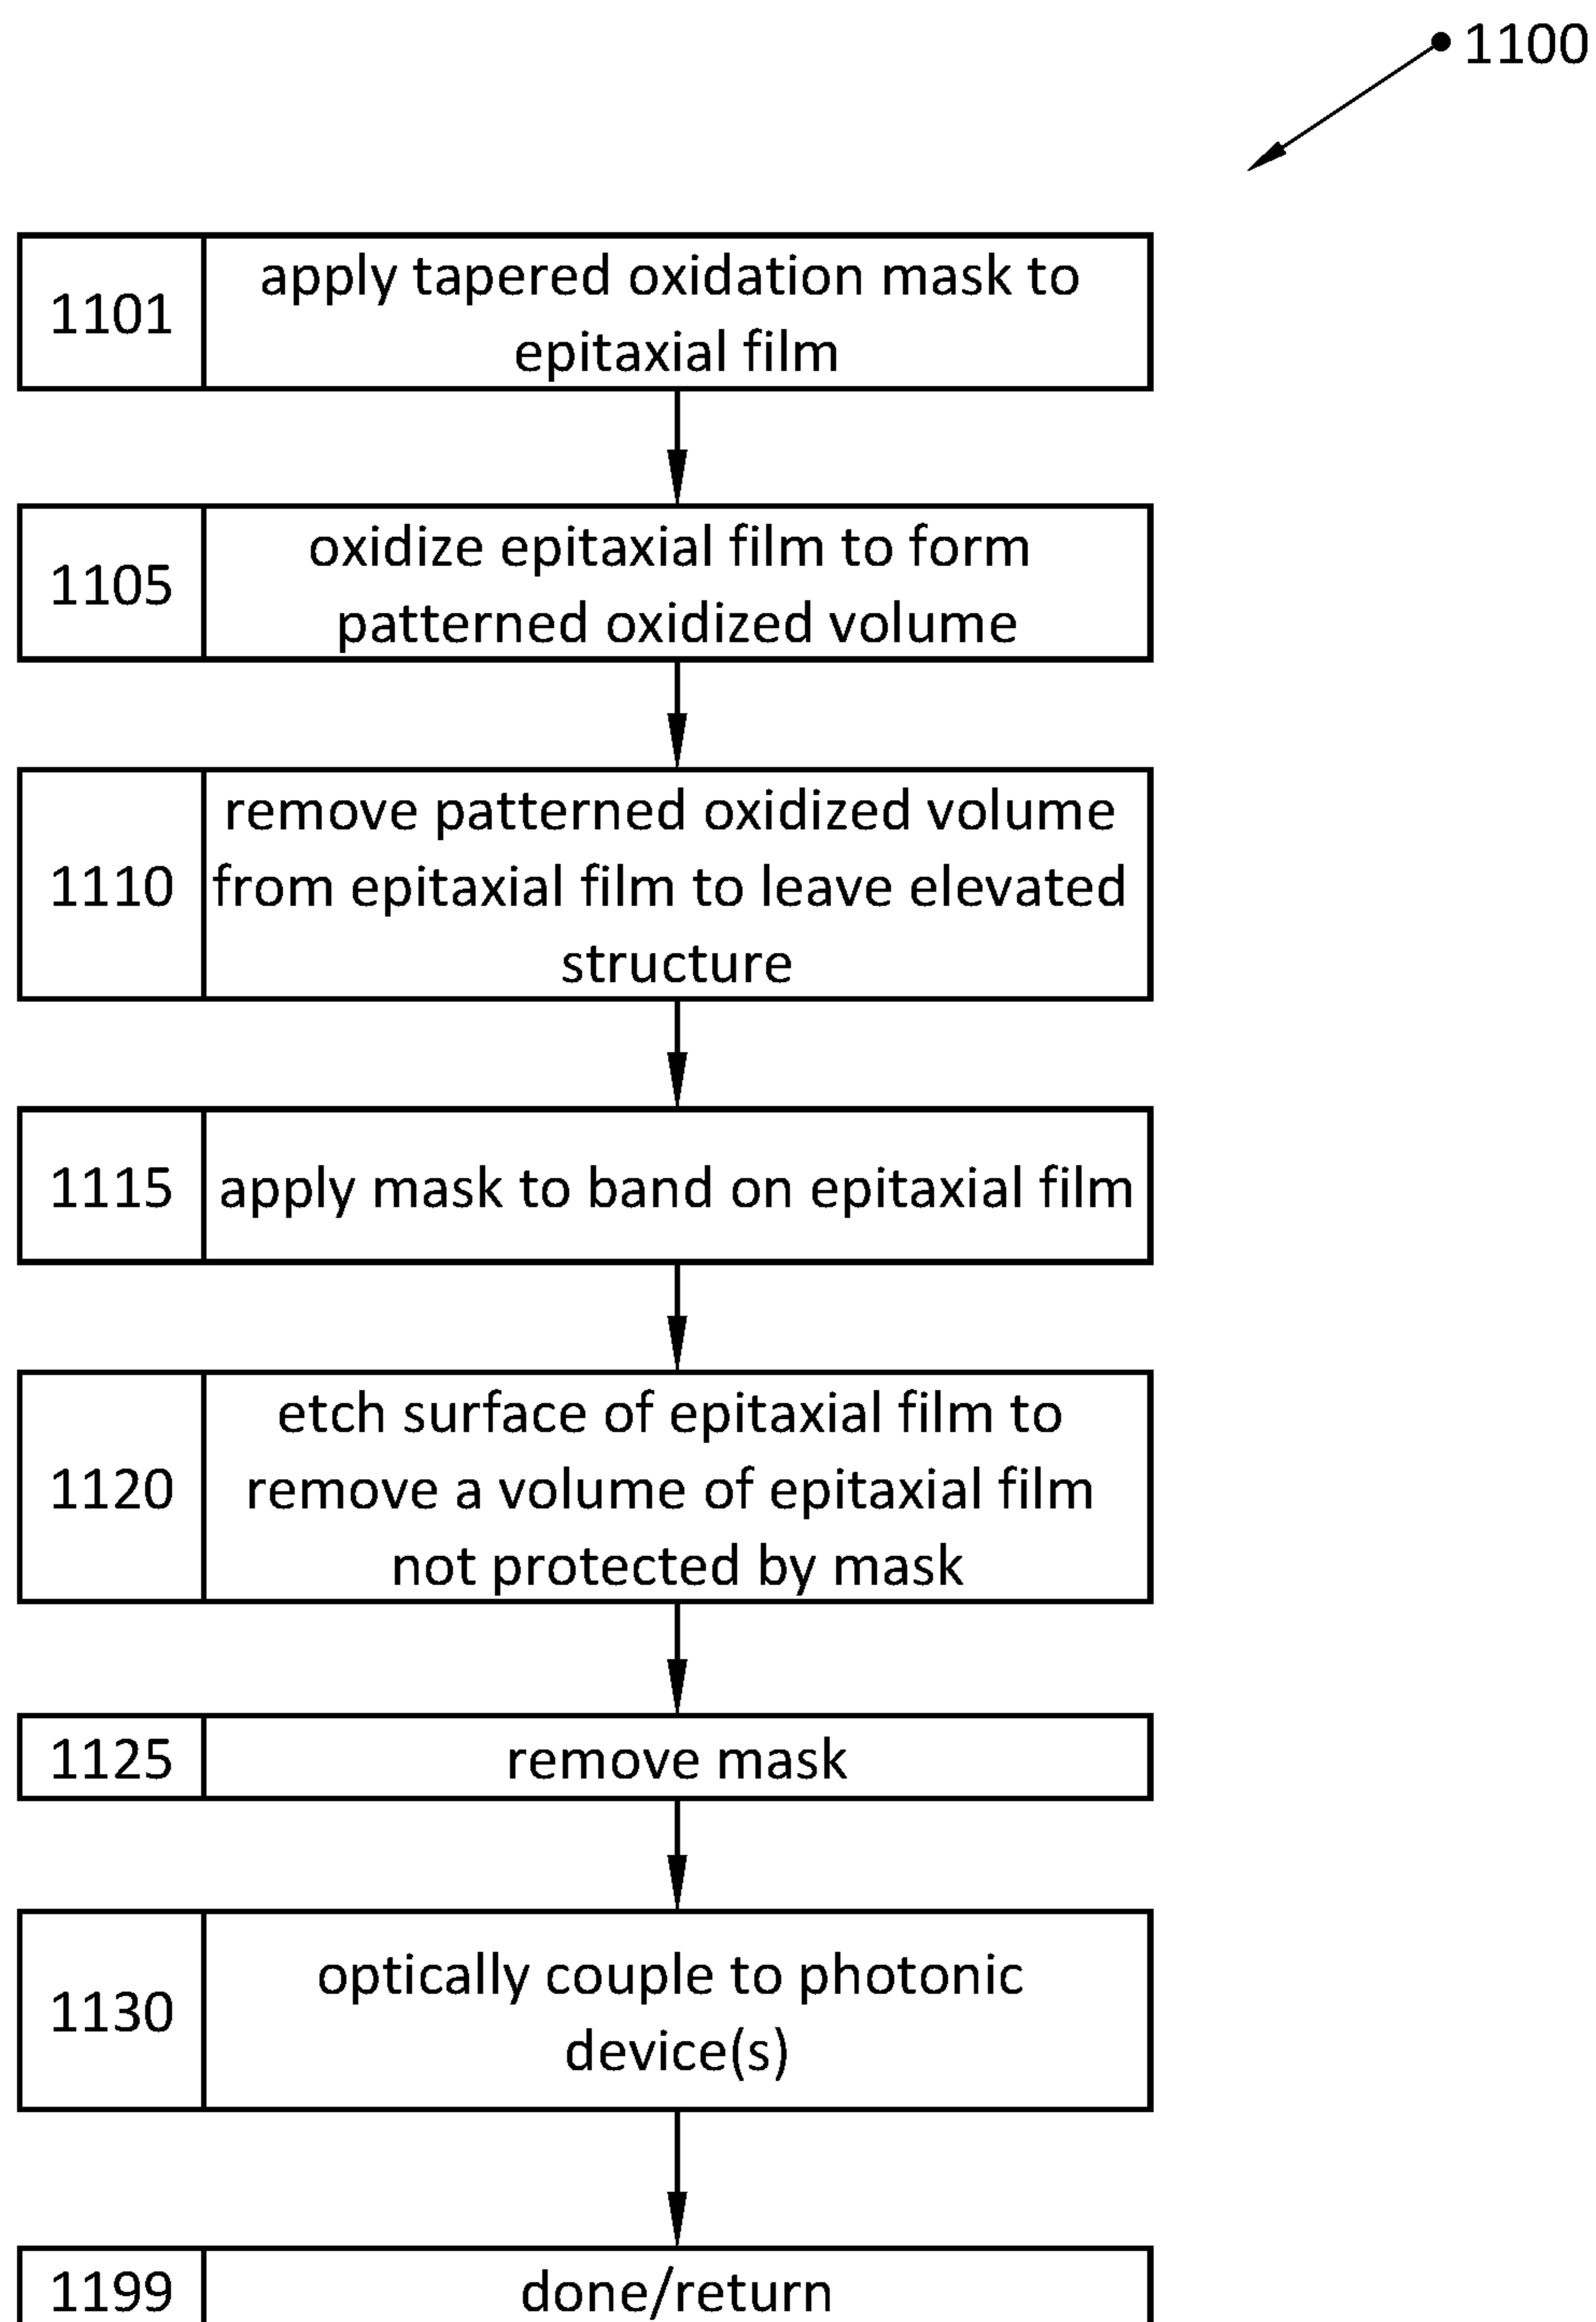 1100
1101
apply tapered oxidation mask to
epitaxial film
1105
oxidize epitaxial film to form
patterned oxidized volume
1110
remove patterned oxidized volume
from epitaxial film to leave elevated
structure
1115
apply mask to band on epitaxial film
1120
etch surface of epitaxial film to
remove a volume of epitaxial film
not protected by mask
1125
remove mask
1130
optically couple to photonic
device(s)
1199
done/return